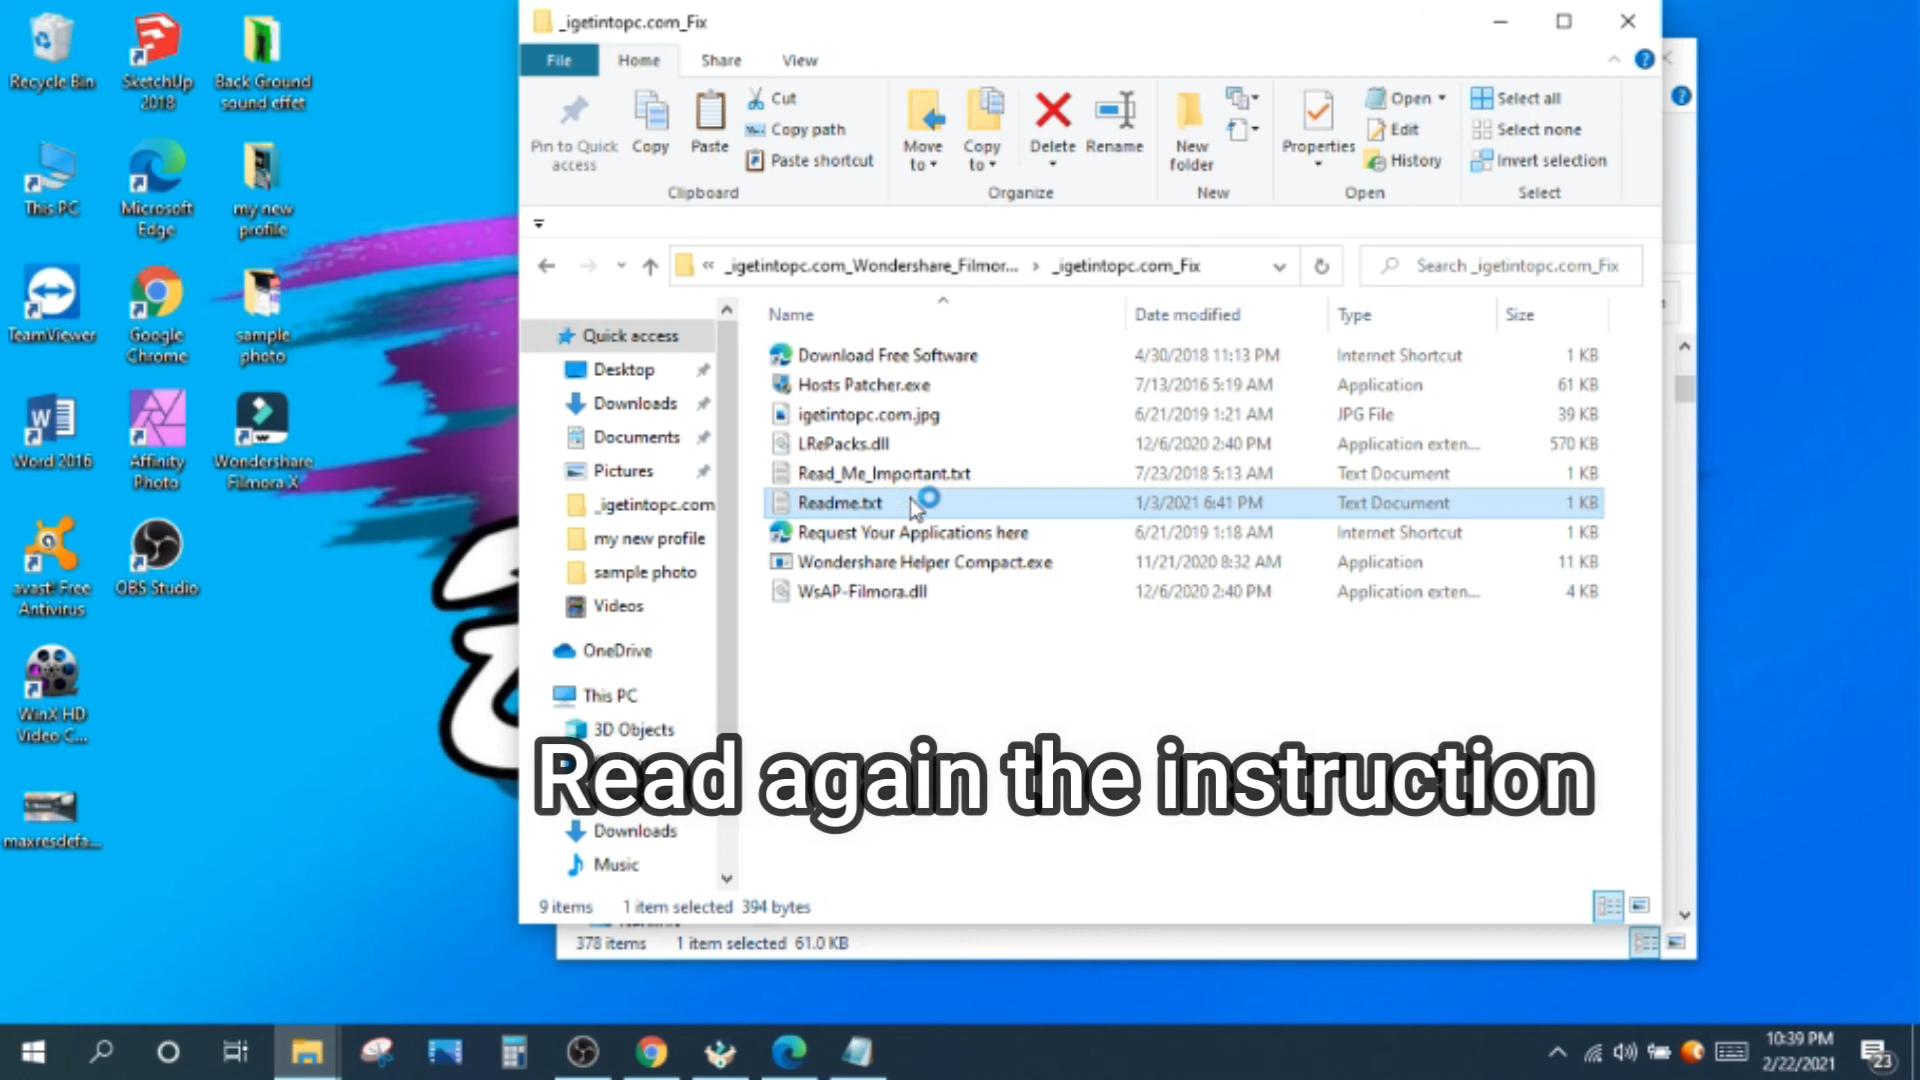 _igetintopc.com_Fix
File
Home
Share
View
Pin to Quick access
Copy
Paste
Cut
Copy path
Paste shortcut
Clipboard
Move to
Copy to
Delete
Rename
Organize
New folder
New
Properties
Open
Edit
History
Open
Select all
Select none
Invert selection
Select
« _igetintopc.com_Wondershare_Filmor... › _igetintopc.com_Fix
Search _igetintopc.com_Fix
Name Date modified Type Size
Download Free Software 4/30/2018 11:13 PM Internet Shortcut 1 KB
Hosts Patcher.exe 7/13/2016 5:19 AM Application 61 KB
igetintopc.com.jpg 6/21/2019 1:21 AM JPG File 39 KB
LRePacks.dll 12/6/2020 2:40 PM Application exten... 570 KB
Read_Me_Important.txt 7/23/2018 5:13 AM Text Document 1 KB
Readme.txt 1/3/2021 6:41 PM Text Document 1 KB
Request Your Applications here 6/21/2019 1:18 AM Internet Shortcut 1 KB
Wondershare Helper Compact.exe 11/21/2020 8:32 AM Application 11 KB
WsAP-Filmora.dll 12/6/2020 2:40 PM Application exten... 4 KB
Quick access
Desktop
Downloads
Documents
Pictures
_igetintopc.com
my new profile
sample photo
Videos
OneDrive
This PC
3D Objects
Downloads
Music
Read again the instruction
9 items 1 item selected 394 bytes
378 items 1 item selected 61.0 KB
Recycle Bin
SketchUp 2018
Back Ground sound effet
This PC
Microsoft Edge
my new profile
TeamViewer
Google Chrome
sample photo
Word 2016
Affinity Photo
Wondershare Filmora X
avast! Free Antivirus
OBS Studio
WinX HD Video C...
maxresdefa...
10:39 PM
2/22/2021
23